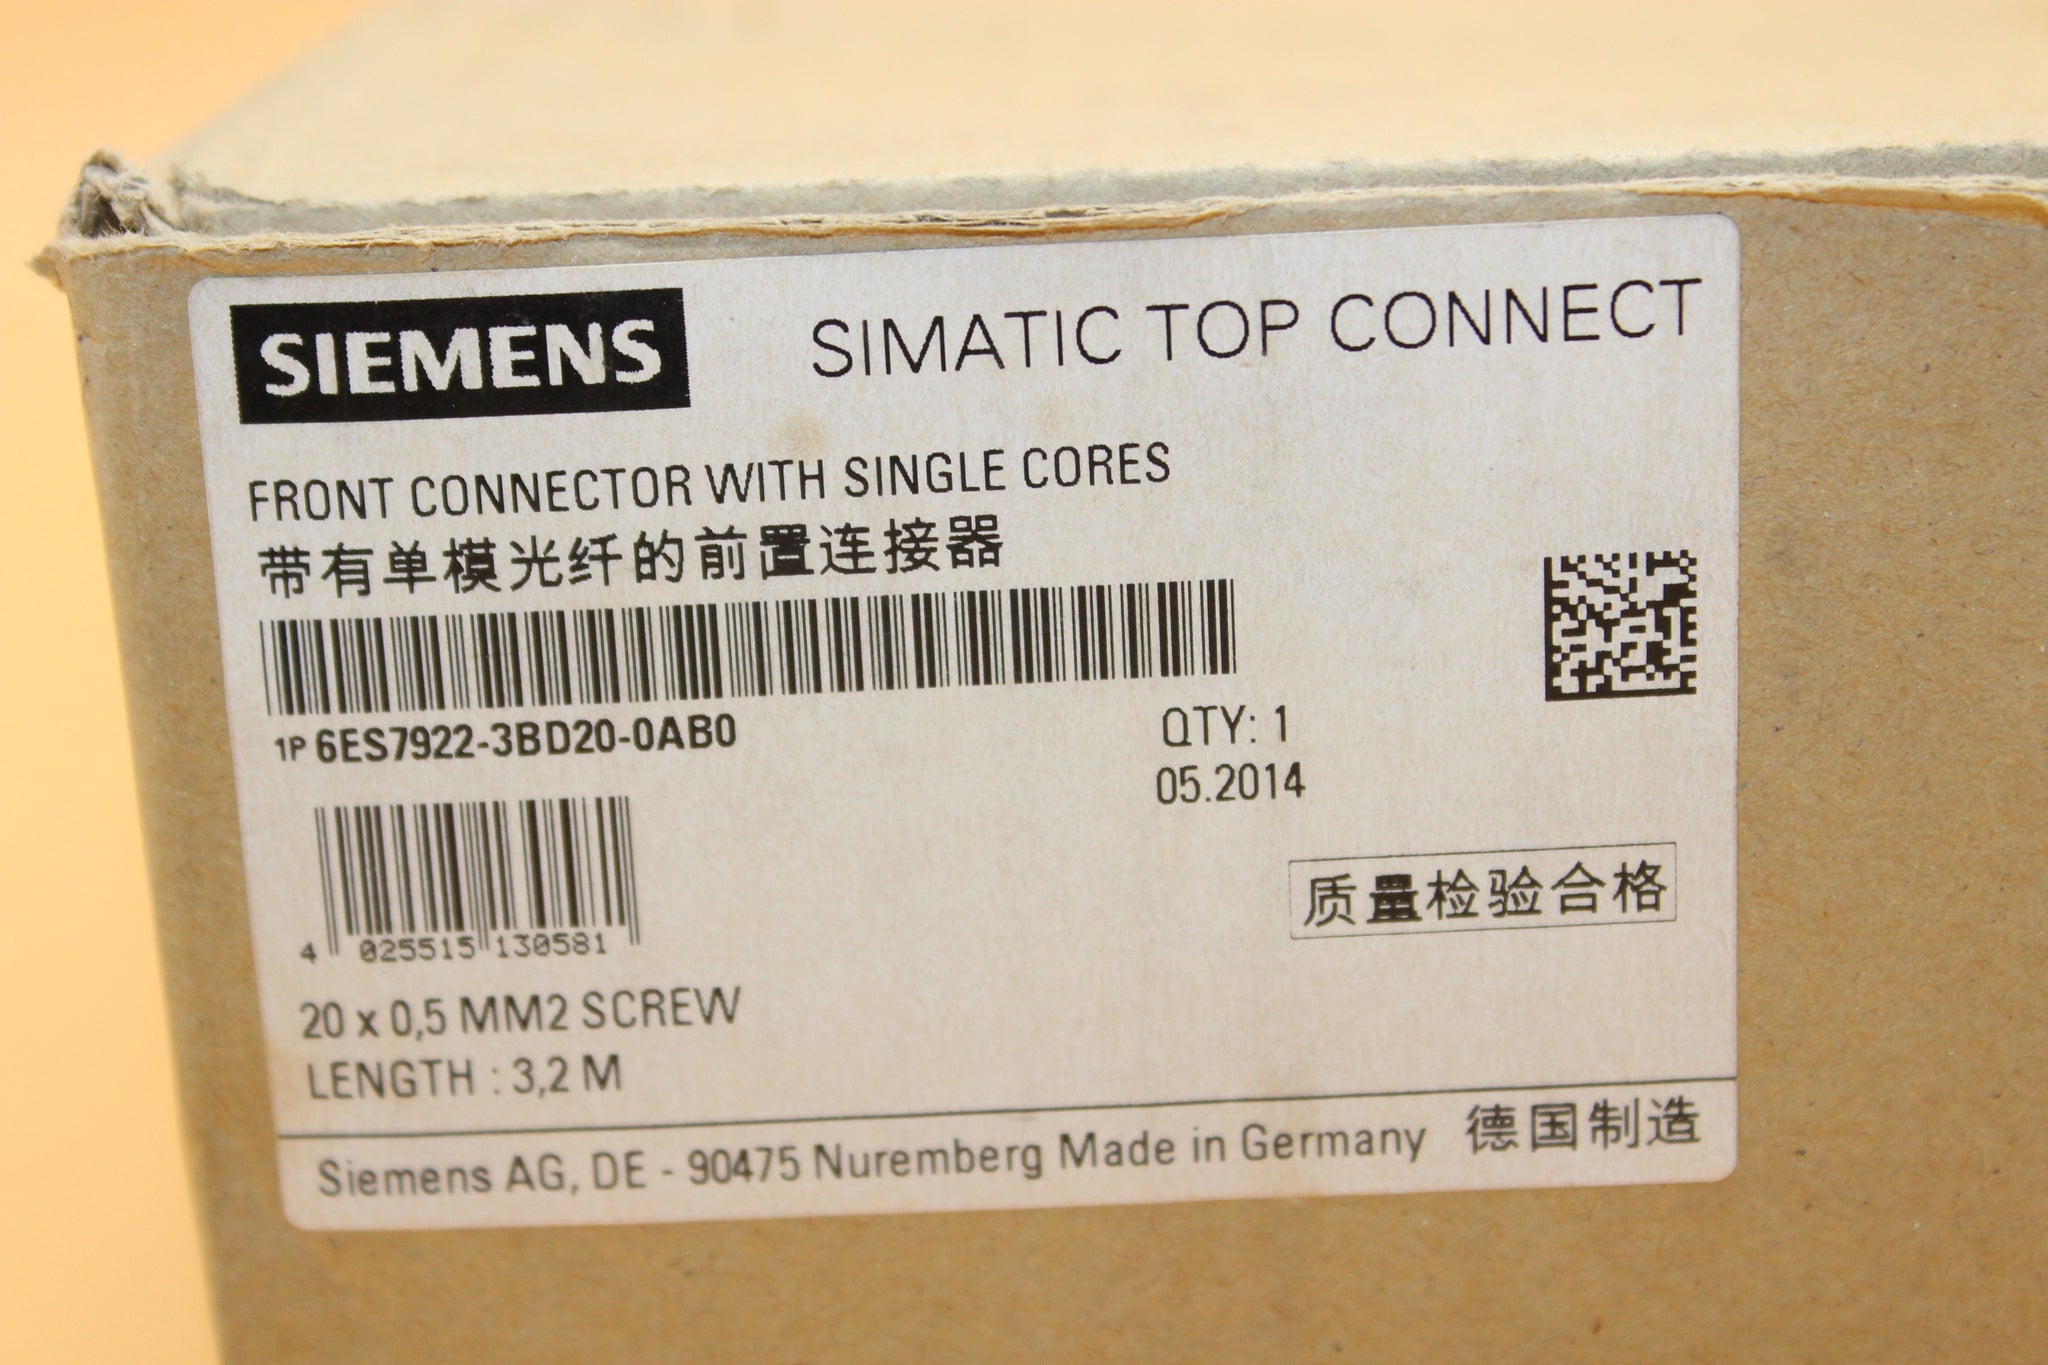 SIEMENS
SIMATIC TOP CONNECT
FRONT CONNECTOR WITH SINGLE CORES
带有单模光纤的前置连接器
1P 6ES7922-3BD20-0AB0
QTY: 1
05.2014
4 025515 130581
质量检验合格
20 x 0,5 MM2 SCREW
LENGTH : 3,2 M
Siemens AG, DE - 90475 Nuremberg Made in Germany 德国制造